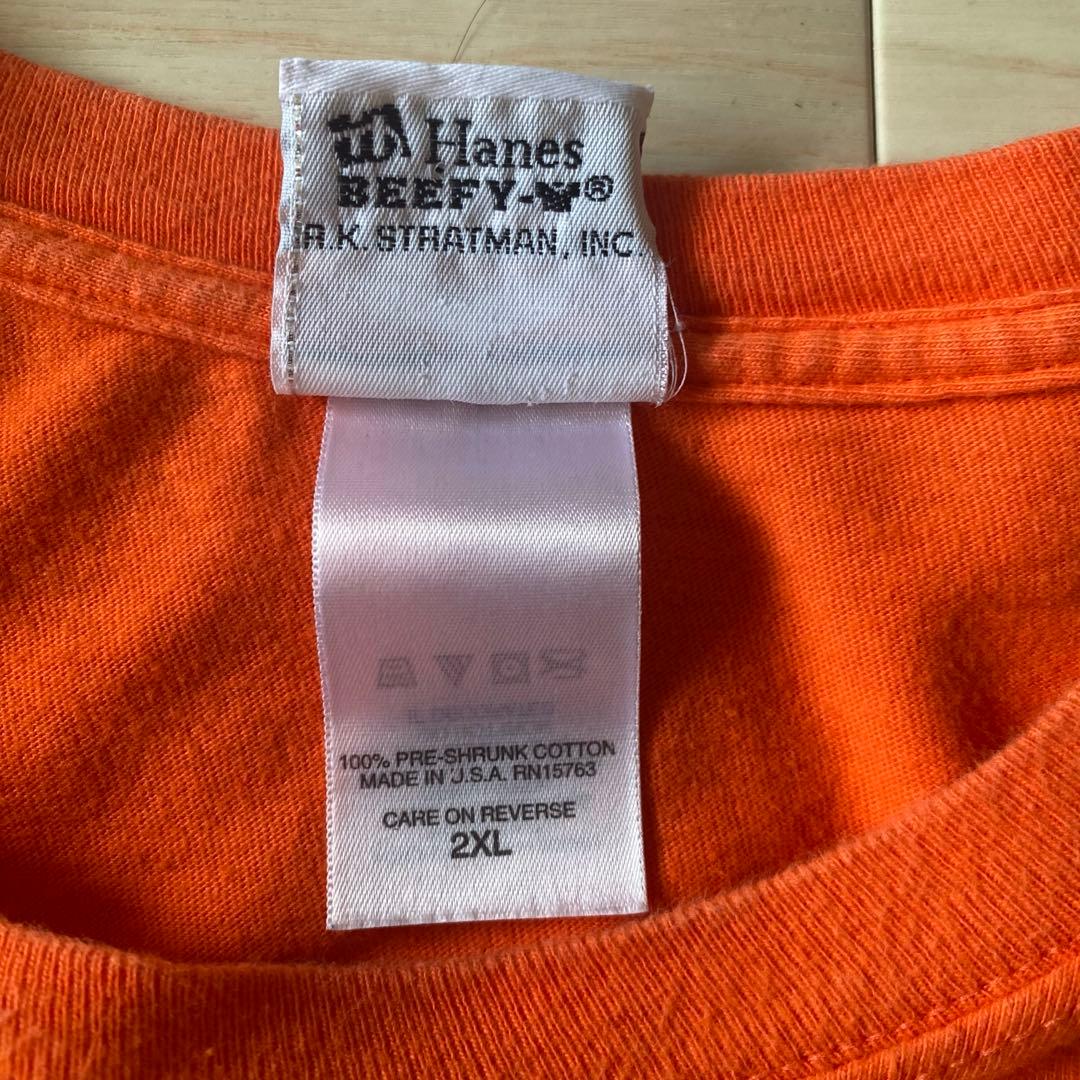 Hanes
BEEFY-T®
R.K. STRATMAN, INC.
100% PRE-SHRUNK COTTON
MADE IN U.S.A. RN15763
CARE ON REVERSE
2XL